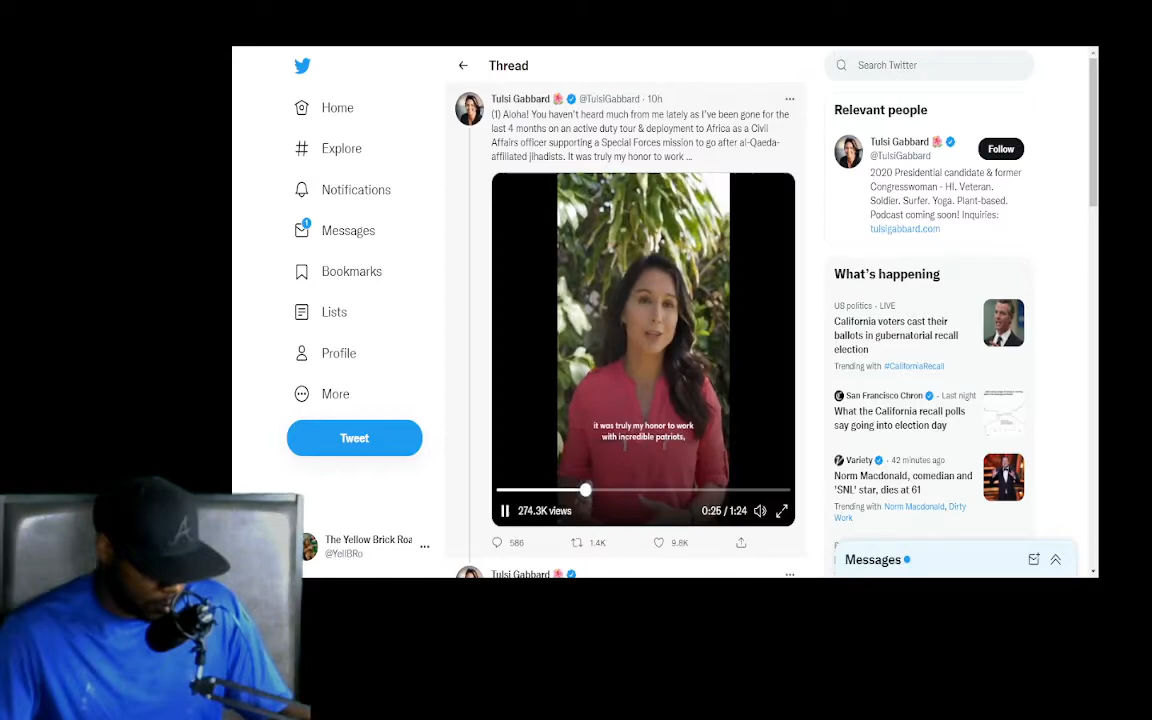 Home
Explore
Notifications
1
Messages
Bookmarks
Lists
Profile
More
Tweet
The Yellow Brick Roa
@YellBRo
Thread
Tulsi Gabbard @TulsiGabbard · 10h
(1) Aloha! You haven't heard much from me lately as I've been gone for the
last 4 months on an active duty tour & deployment to Africa as a Civil
Affairs officer supporting a Special Forces mission to go after al-Qaeda-
affiliated jihadists. It was truly my honor to work ...
it was truly my honor to work
with incredible patriots,
274.3K views
0:25 / 1:24
586
1.4K
9.8K
Tulsi Gabbard
Search Twitter
Relevant people
Tulsi Gabbard
@TulsiGabbard
Follow
2020 Presidential candidate & former
Congresswoman - HI. Veteran.
Soldier. Surfer. Yoga. Plant-based.
Podcast coming soon! Inquiries:
tulsigabbard.com
What's happening
US politics · LIVE
California voters cast their
ballots in gubernatorial recall
election
Trending with #CaliforniaRecall
San Francisco Chron · Last night
What the California recall polls
say going into election day
Variety · 42 minutes ago
Norm Macdonald, comedian and
'SNL' star, dies at 61
Trending with Norm Macdonald, Dirty
Work
Messages
A